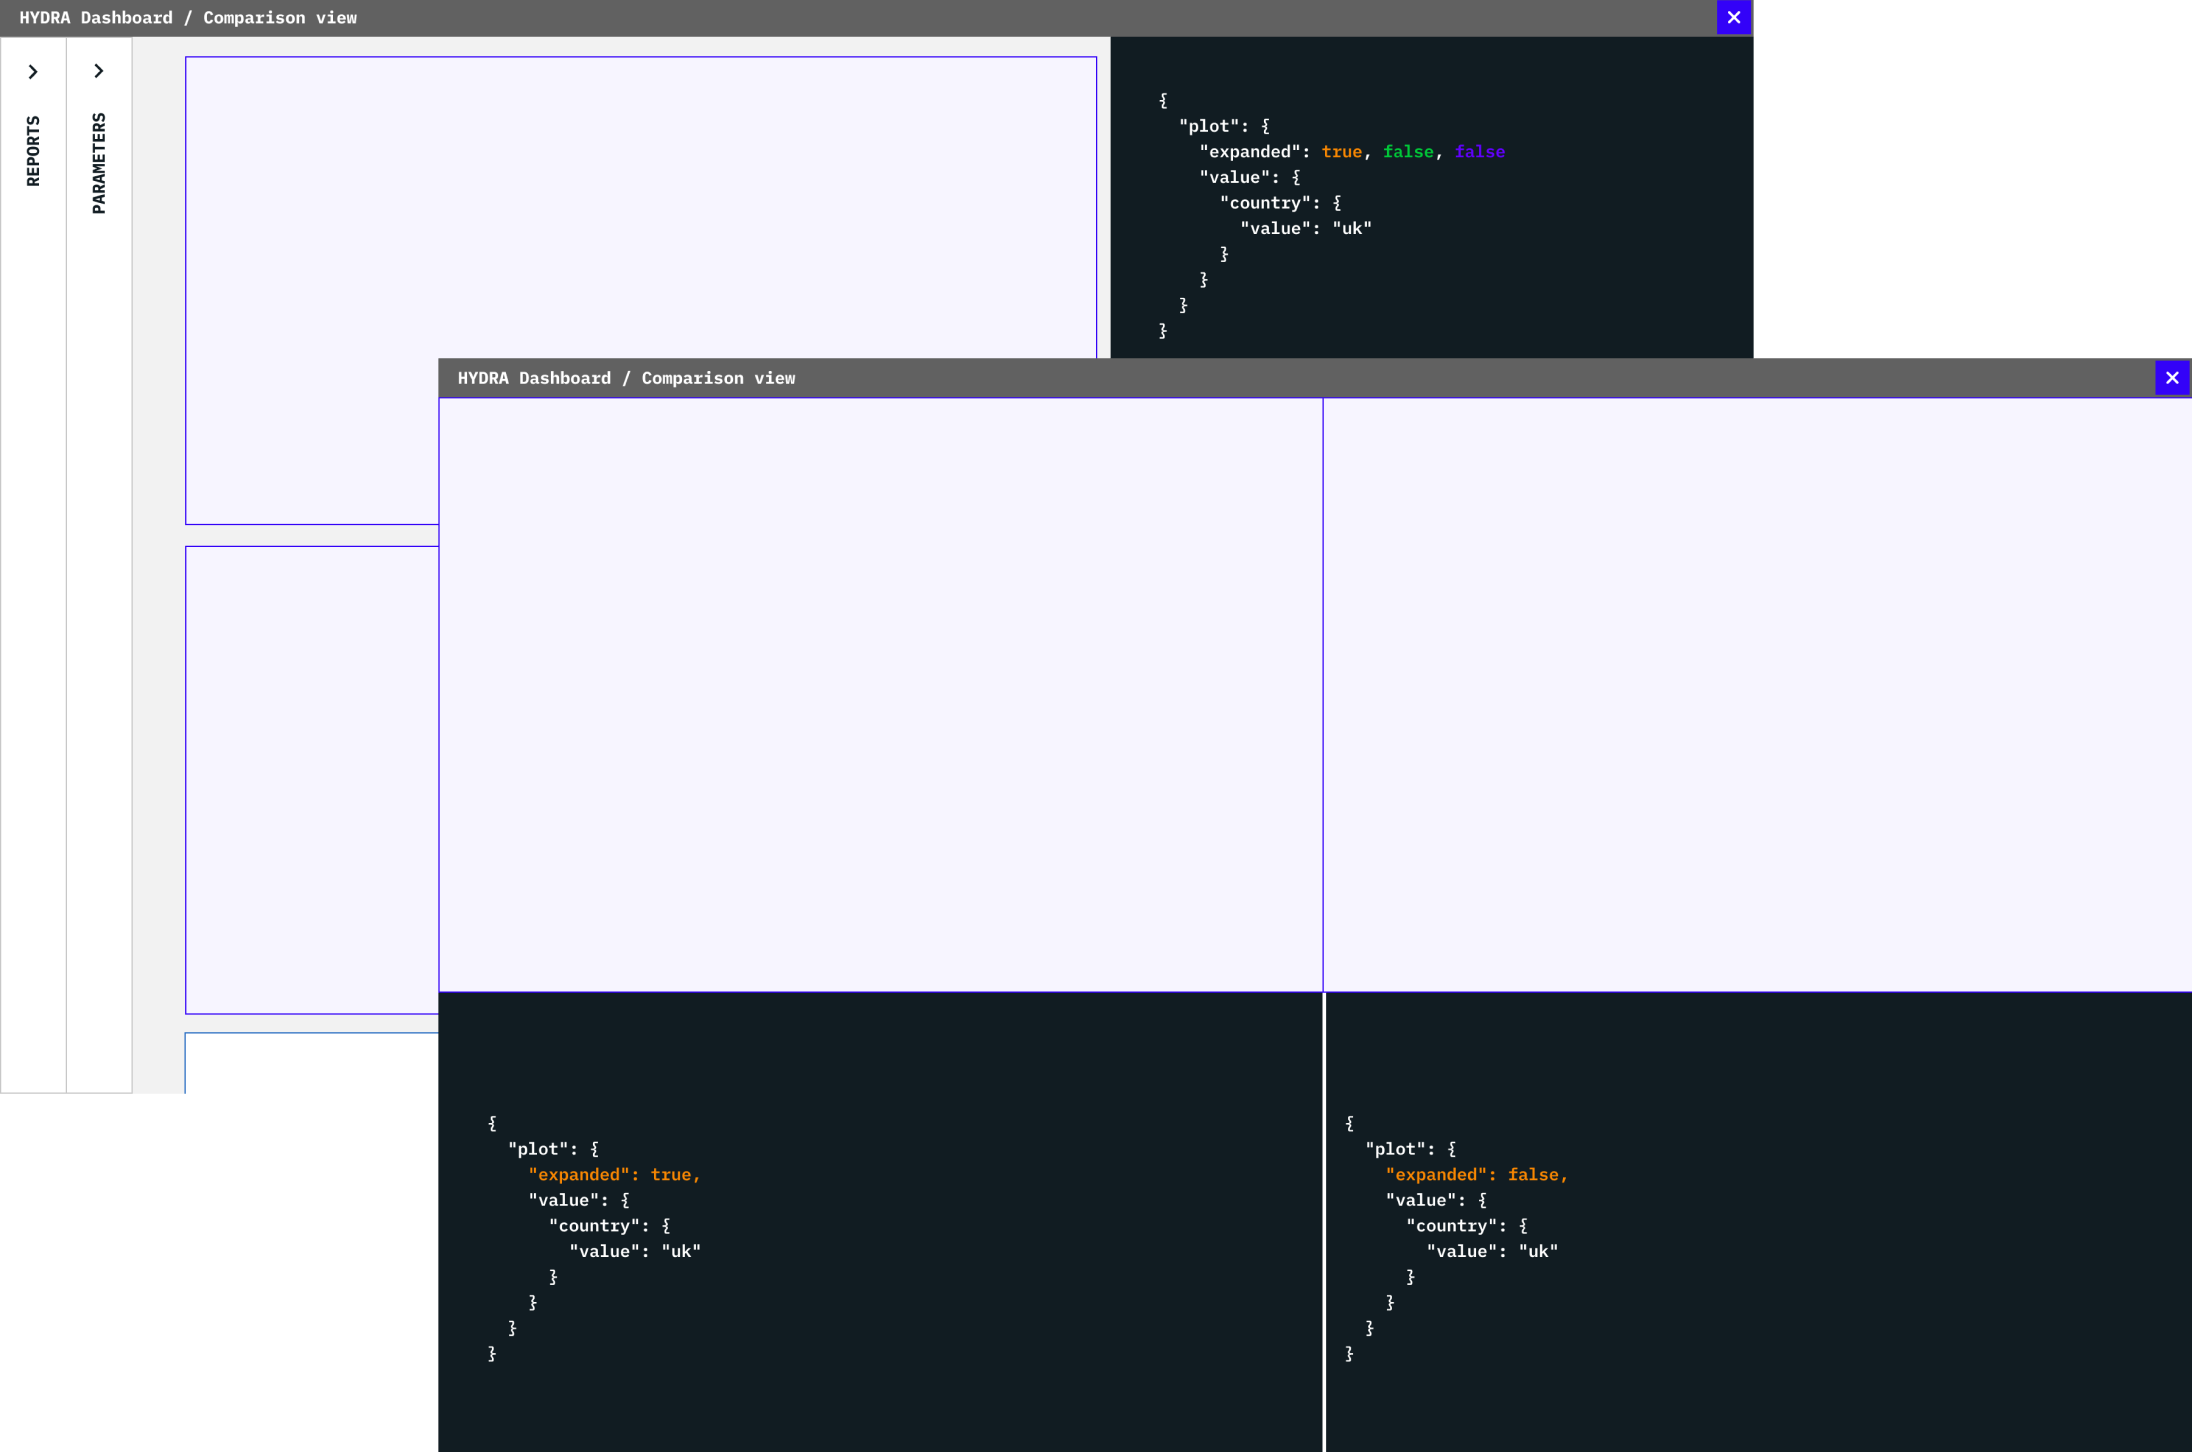 HYDRA Dashboard / Comparison view
REPORTS
PARAMETERS
{
"plot": {
"expanded": true, false, false
"value": {
"country": {
"value": "uk"
}
}
}
}
HYDRA Dashboard / Comparison view
{
"plot": {
"expanded": true,
"value": {
"country": {
"value": "uk"
}
}
}
}
{
"plot": {
"expanded": false,
"value": {
"country": {
"value": "uk"
}
}
}
}